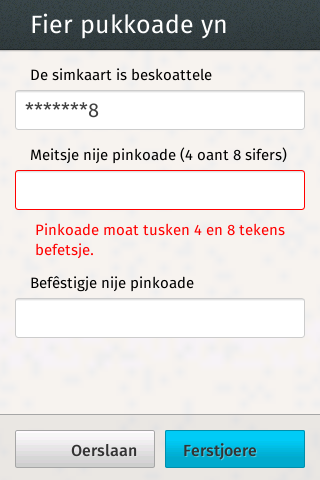 Fier pukkoade yn
De simkaart is beskoattele
*******8
Meitsje nije pinkoade (4 oant 8 sifers)
Pinkoade moat tusken 4 en 8 tekens
befetsje.
Befêstigje nije pinkoade
Oerslaan
Ferstjoere